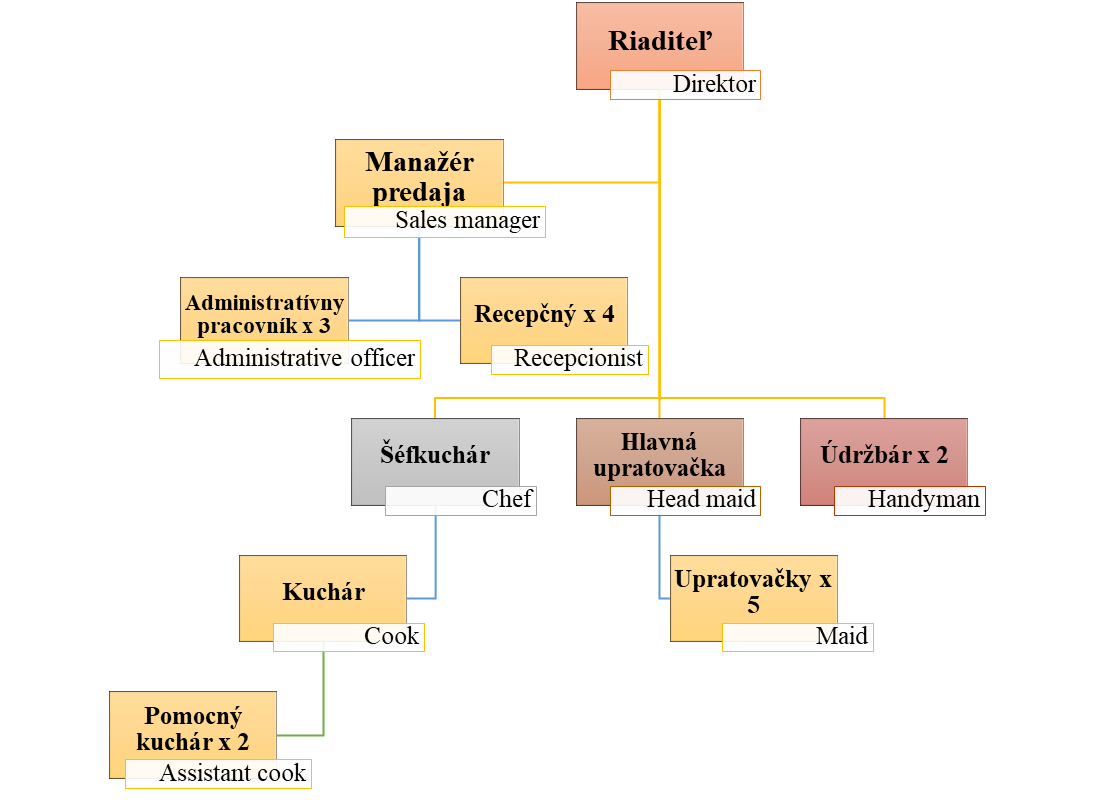 Riaditeľ
Direktor
Manažér
predaja
Sales manager
Administratívny
pracovník x 3
Administrative officer
Recepčný x 4
Recepcionist
Šéfkuchár
Chef
Hlavná
upratovačka
Head maid
Údržbár x 2
Handyman
Kuchár
Cook
Upratovačky x
5
Maid
Pomocný
kuchár x 2
Assistant cook